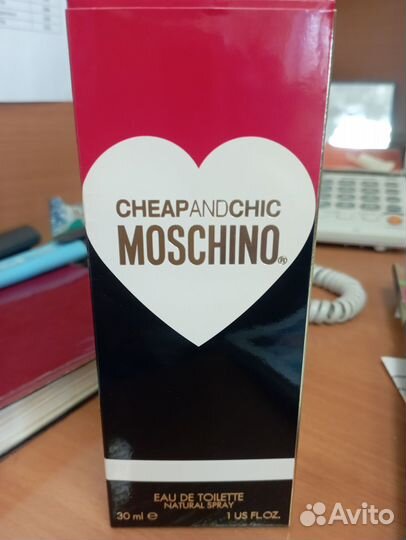 CHEAPANDCHIC
MOSCHINO®
EAU DE TOILETTE
NATURAL SPRAY
30 ml e 1 US FL.OZ.
Avito